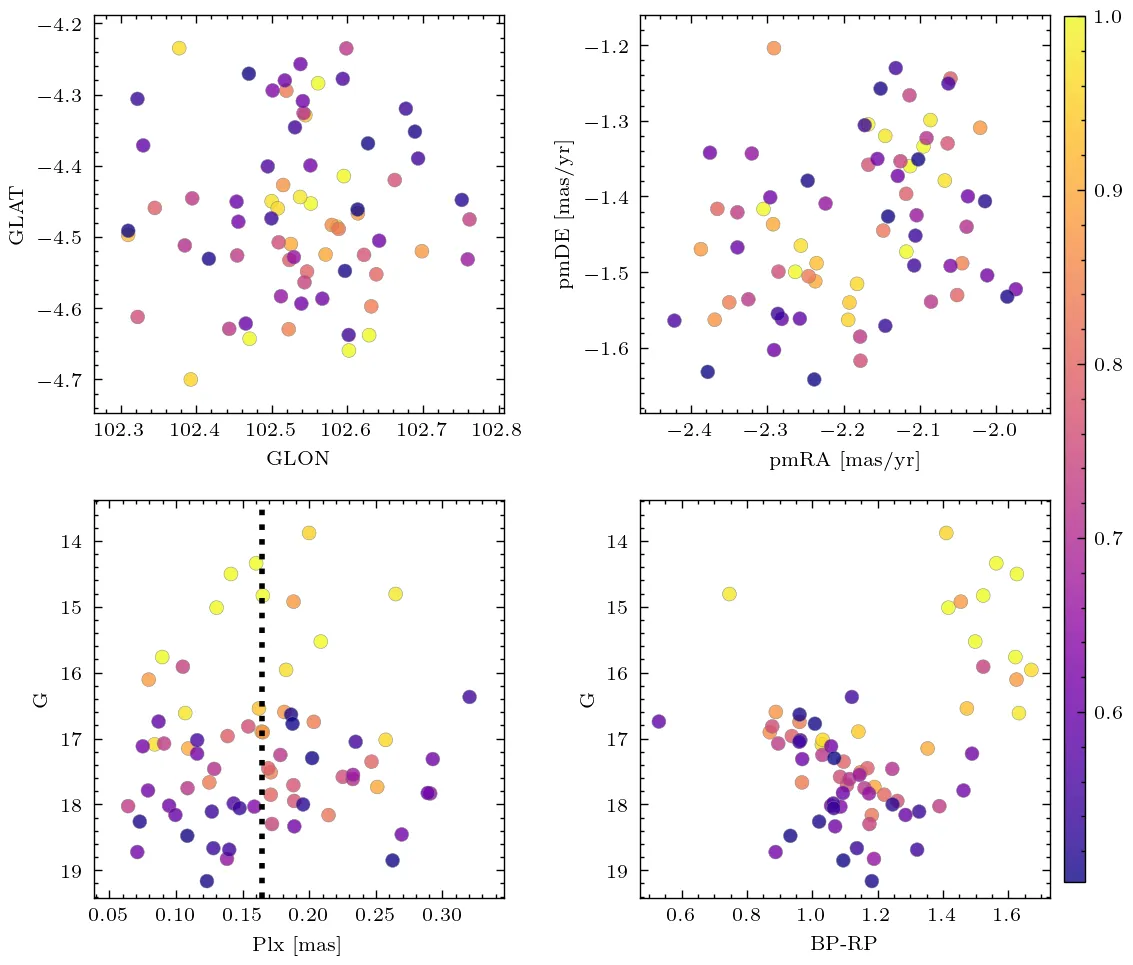 −4.2
−4.3
−4.4
−4.5
−4.6
−4.7
GLAT
102.3 102.4 102.5 102.6 102.7 102.8
GLON
−1.2
−1.3
−1.4
−1.5
−1.6
pmDE [mas/yr]
−2.4 −2.3 −2.2 −2.1 −2.0
pmRA [mas/yr]
14
15
16
17
18
19
G
0.05 0.10 0.15 0.20 0.25 0.30
Plx [mas]
14
15
16
17
18
19
G
0.6 0.8 1.0 1.2 1.4 1.6
BP-RP
1.0
0.9
0.8
0.7
0.6